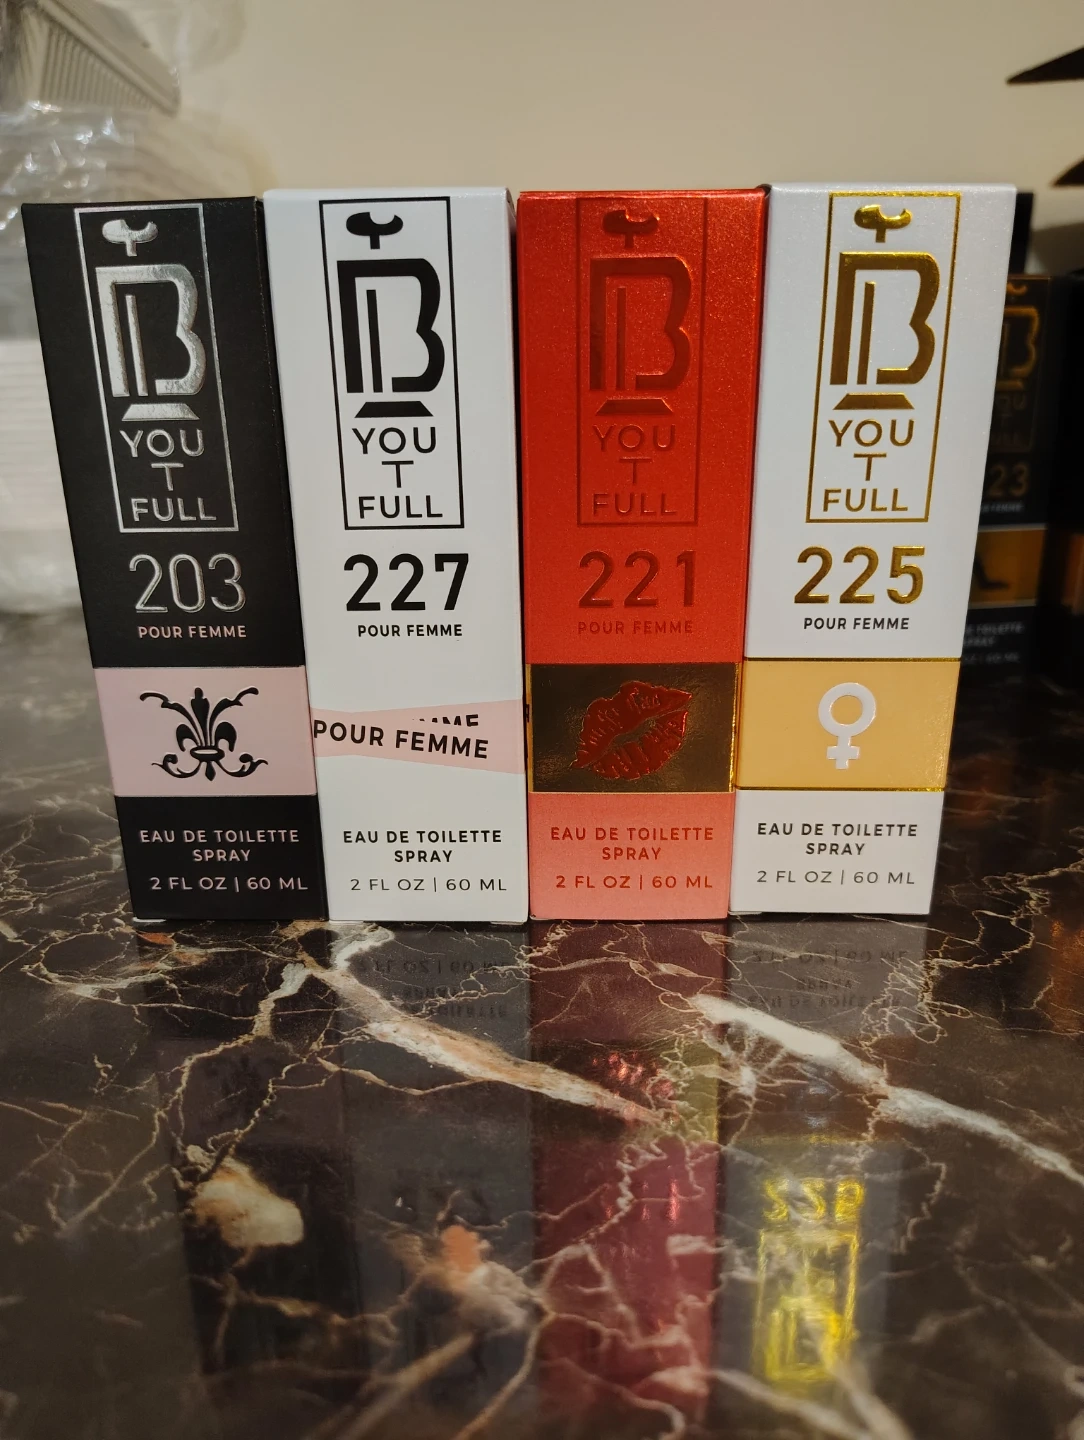 B
YOU
T
FULL
203
POUR FEMME
EAU DE TOILETTE
SPRAY
2 FL OZ | 60 ML
B
YOU
T
FULL
227
POUR FEMME
POUR FEMME
EAU DE TOILETTE
SPRAY
2 FL OZ | 60 ML
B
YOU
T
FULL
221
POUR FEMME
EAU DE TOILETTE
SPRAY
2 FL OZ | 60 ML
B
YOU
T
FULL
225
POUR FEMME
EAU DE TOILETTE
SPRAY
2 FL OZ | 60 ML